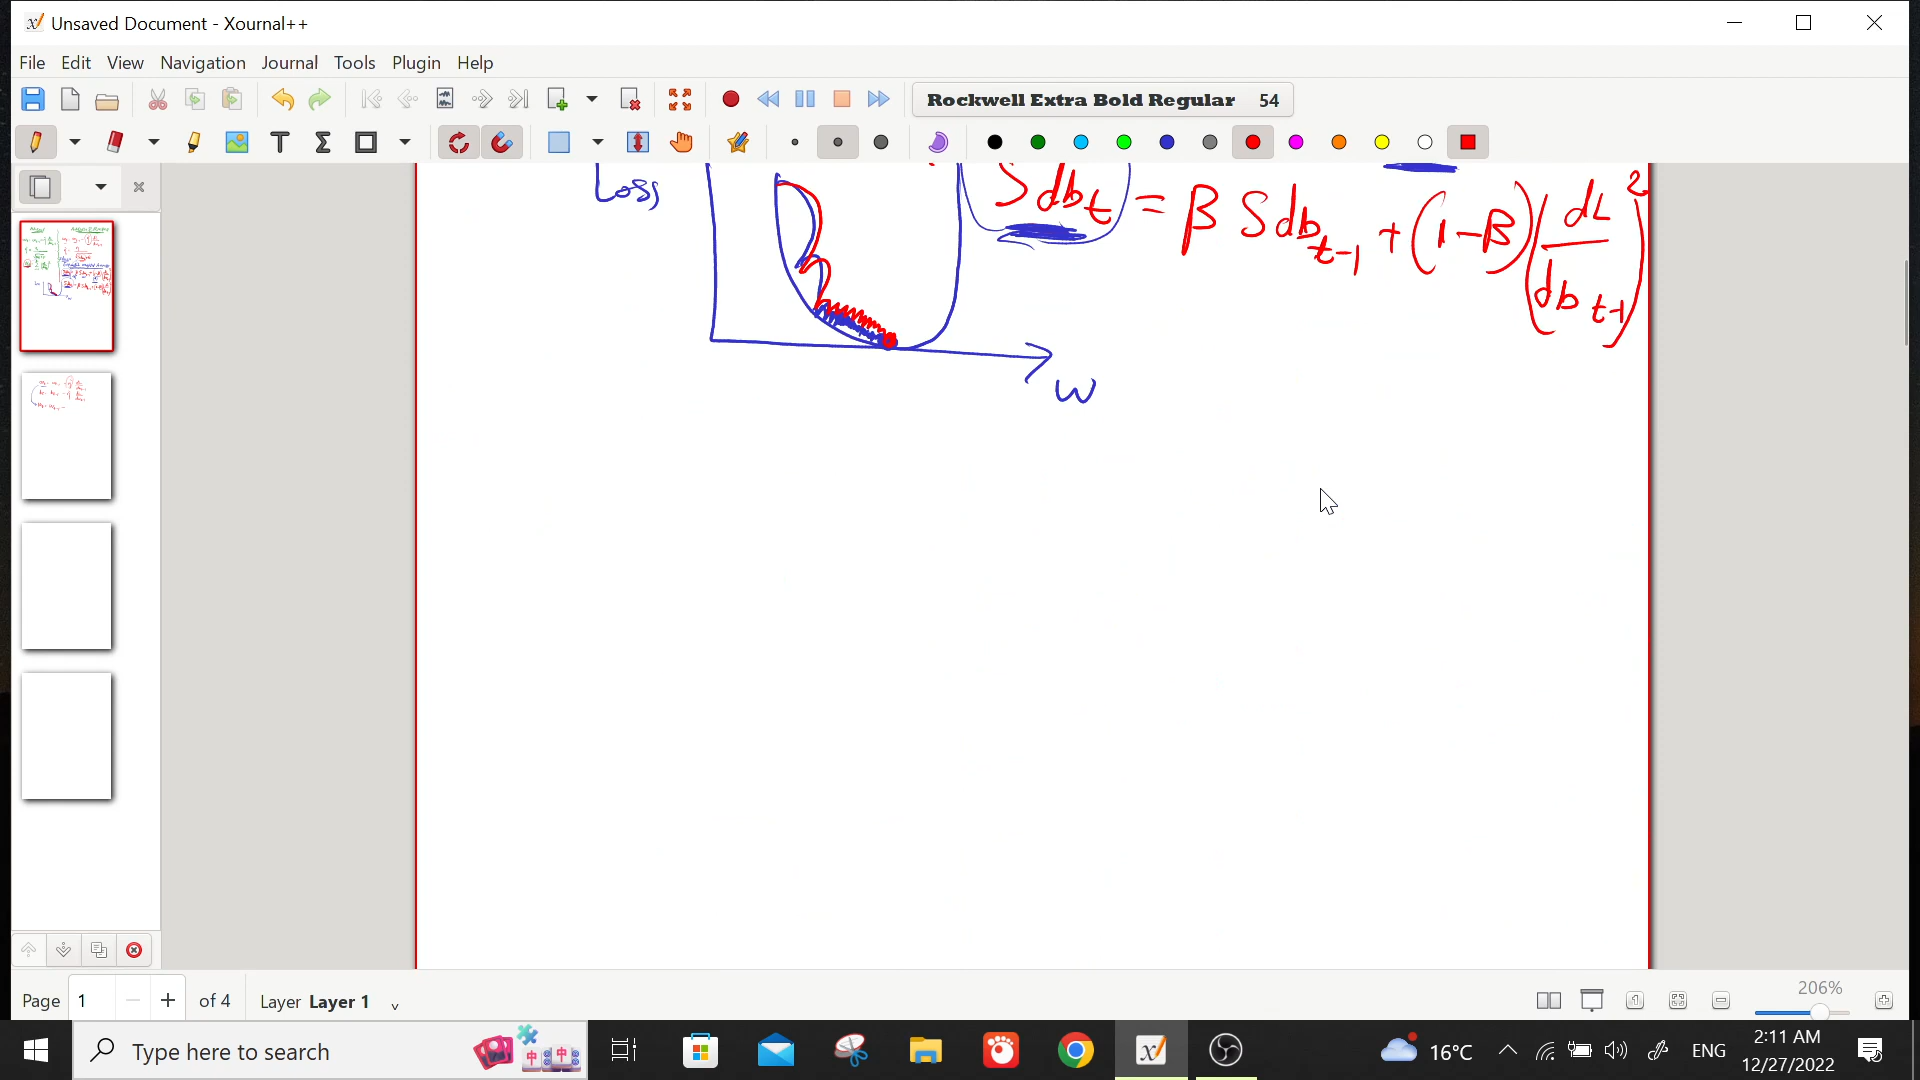 Unsaved Document - Xournal++
File Edit View Navigation Journal Tools Plugin Help
Rockwell Extra Bold Regular 54
Loss
Sdb_t = β Sdb_{t-1} + (1-β) (dL / db_{t-1})²
w
Page 1 of 4 Layer Layer 1
206%
Type here to search
16°C
ENG
2:11 AM
12/27/2022